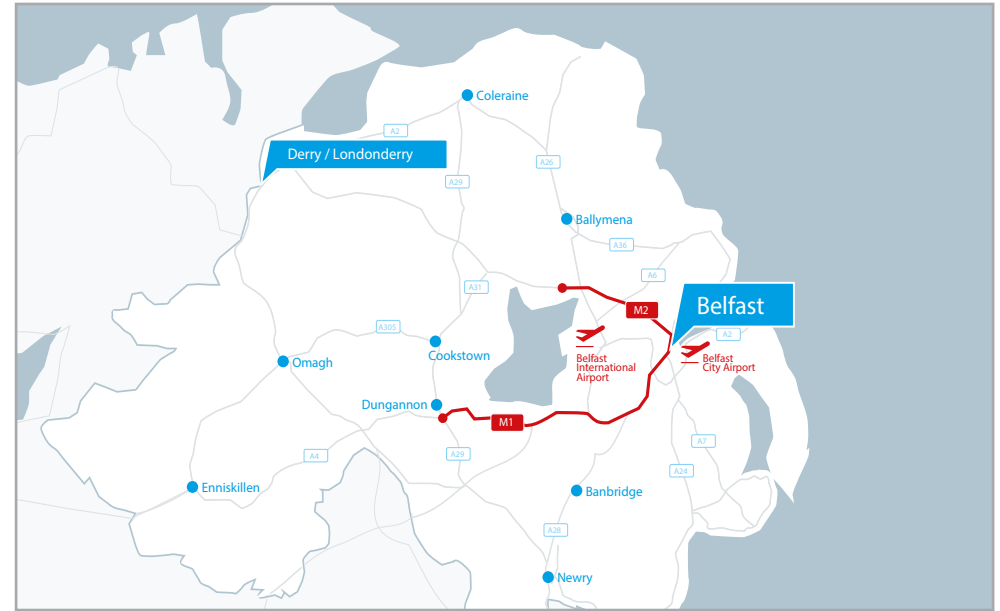 Coleraine
A2
Derry / Londonderry
A26
A29
Ballymena
A36
A6
A31
M2
Belfast
A305
A2
Cookstown
Omagh
Belfast
International
Airport
Belfast
City Airport
Dungannon
M1
A7
A29
A4
A24
Enniskillen
Banbridge
A28
Newry